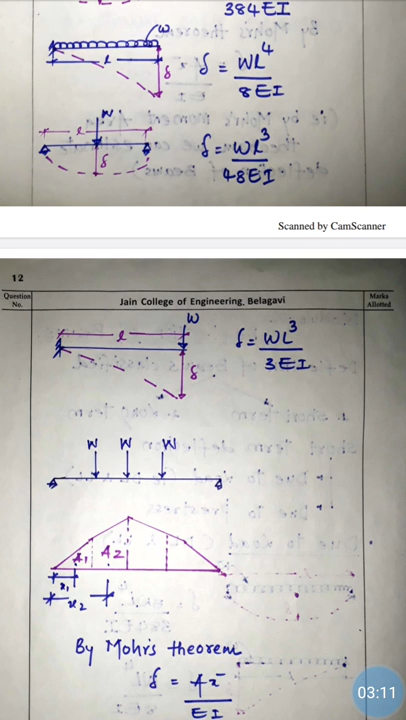 384EI
ω
l
δ
δ = Wl⁴
8EI
W
l
δ
δ = Wl³
48EI
Scanned by CamScanner
12
Question No.
Jain College of Engineering, Belagavi
Marks Allotted
W
l
δ
δ = Wl³
3EI
W W W
A₁ A2
x₁
x₂
By Mohr's theorem
δ = Ax̄
EI
03:11